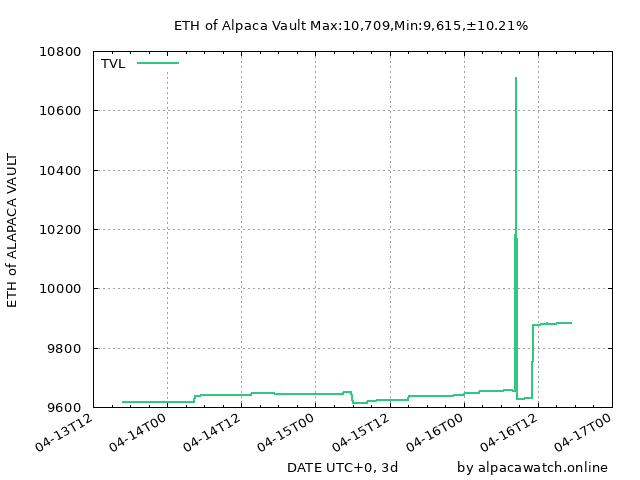 ETH of Alpaca Vault Max:10,709,Min:9,615,±10.21%
TVL
ETH of ALAPACA VAULT
10800
10600
10400
10200
10000
9800
9600
04-13T12
04-14T00
04-14T12
04-15T00
04-15T12
04-16T00
04-16T12
04-17T00
DATE UTC+0, 3d
by alpacawatch.online